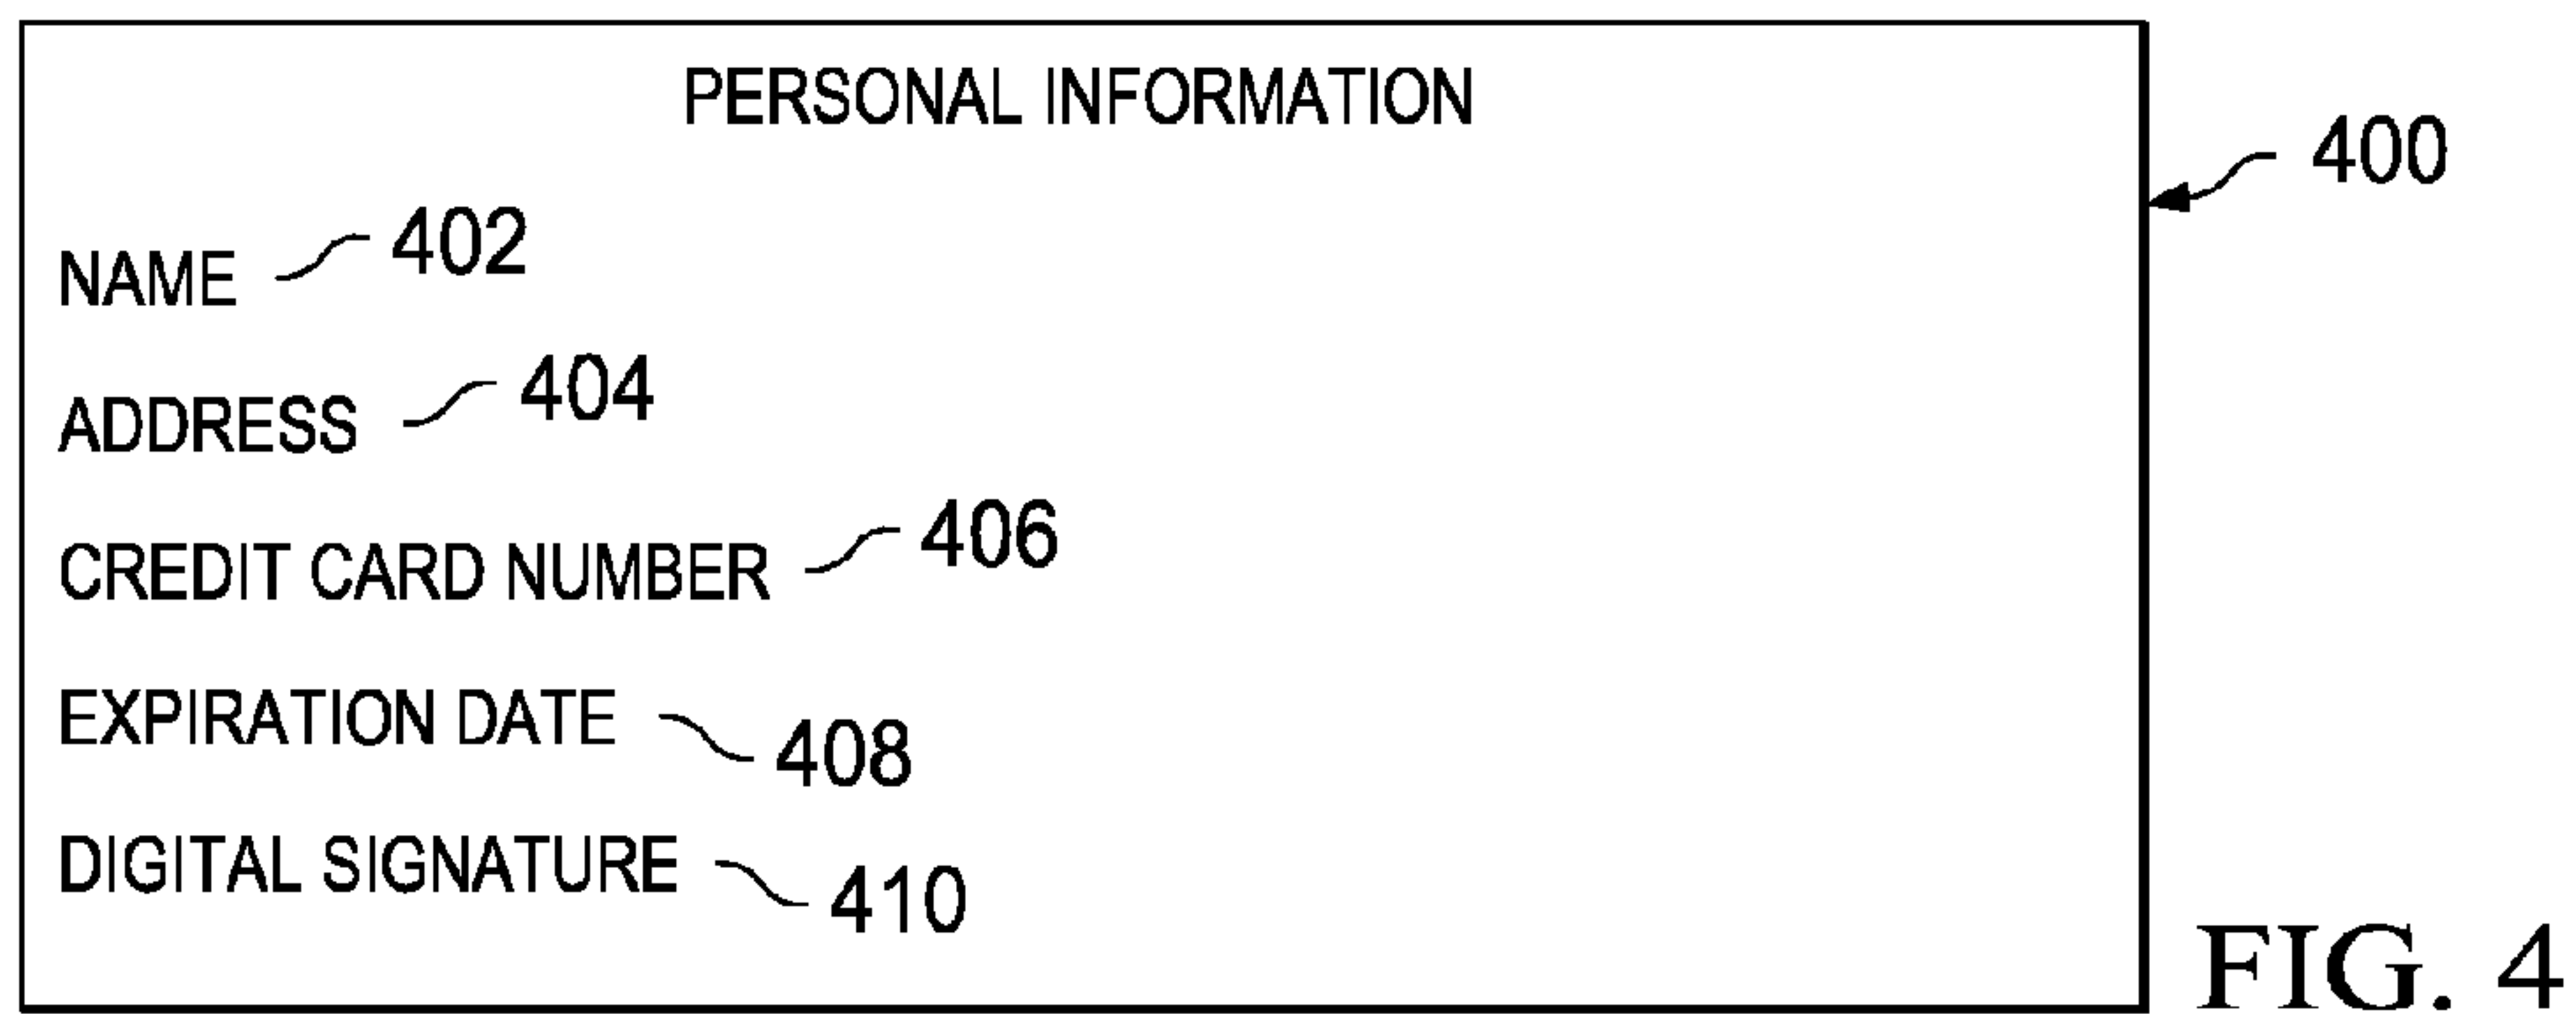 PERSONAL INFORMATION
400
NAME 402
ADDRESS 404
CREDIT CARD NUMBER 406
EXPIRATION DATE 408
DIGITAL SIGNATURE 410
FIG. 4